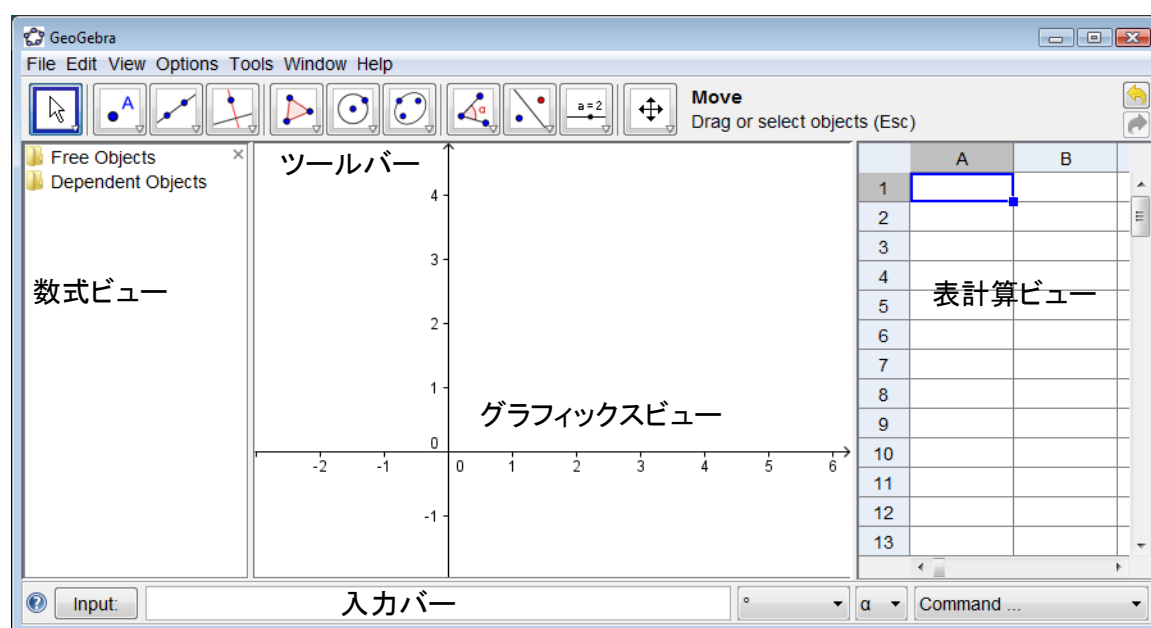 GeoGebra
File Edit View Options Tools Window Help
A
α
a=2
Move
Drag or select objects (Esc)
Free Objects
Dependent Objects
ツールバー
数式ビュー
グラフィックスビュー
表計算ビュー
4
3
2
1
0
-1
-2 -1 0 1 2 3 4 5 6
A B
1
2
3
4
5
6
7
8
9
10
11
12
13
Input:
入力バー
° α Command ...